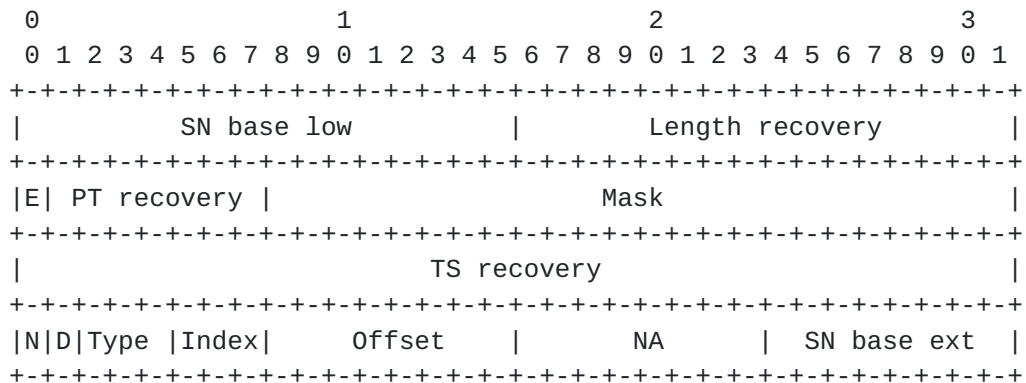 0                   1                   2                   3
 0 1 2 3 4 5 6 7 8 9 0 1 2 3 4 5 6 7 8 9 0 1 2 3 4 5 6 7 8 9 0 1
+-+-+-+-+-+-+-+-+-+-+-+-+-+-+-+-+-+-+-+-+-+-+-+-+-+-+-+-+-+-+-+-+
|          SN base low          |        Length recovery        |
+-+-+-+-+-+-+-+-+-+-+-+-+-+-+-+-+-+-+-+-+-+-+-+-+-+-+-+-+-+-+-+-+
|E| PT recovery |                     Mask                      |
+-+-+-+-+-+-+-+-+-+-+-+-+-+-+-+-+-+-+-+-+-+-+-+-+-+-+-+-+-+-+-+-+
|                          TS recovery                          |
+-+-+-+-+-+-+-+-+-+-+-+-+-+-+-+-+-+-+-+-+-+-+-+-+-+-+-+-+-+-+-+-+
|N|D|Type |Index|     Offset    |       NA      |  SN base ext  |
+-+-+-+-+-+-+-+-+-+-+-+-+-+-+-+-+-+-+-+-+-+-+-+-+-+-+-+-+-+-+-+-+